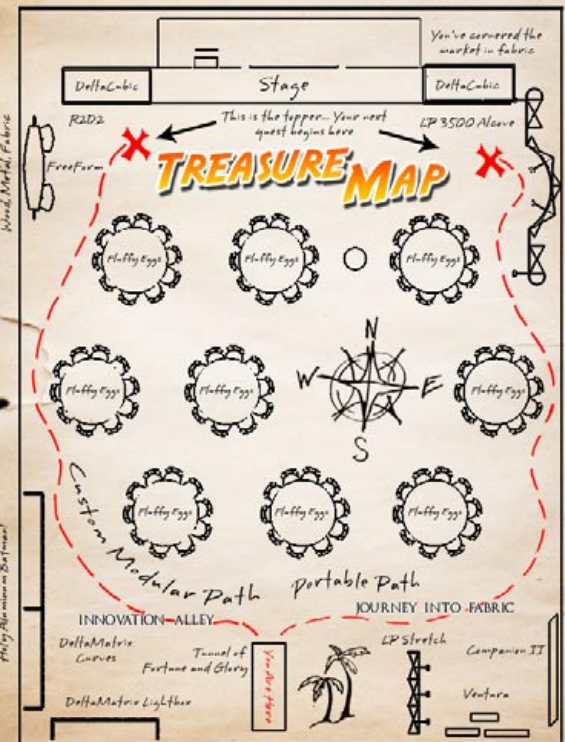 You've cornered the
market in fabric
DeltaCubic
Stage
DeltaCubic
R2D2
This is the topper... Your next
quest begins here
LP 3500 Alcove
Wood, Metal, Fabric
FreeForm
TREASURE MAP
Fluffy Eggs
Fluffy Eggs
Fluffy Eggs
N
W
E
S
Fluffy Eggs
Fluffy Eggs
Fluffy Eggs
Fluffy Eggs
Fluffy Eggs
Fluffy Eggs
Custom Modular Path
Portable Path
Holy Aluminum Batman!
INNOVATION ALLEY
JOURNEY INTO FABRIC
DeltaMatrix
Curves
Tunnel of
Fortune and Glory
You Are Here
LP Stretch
Companion II
Ventura
DeltaMatrix Lightbox